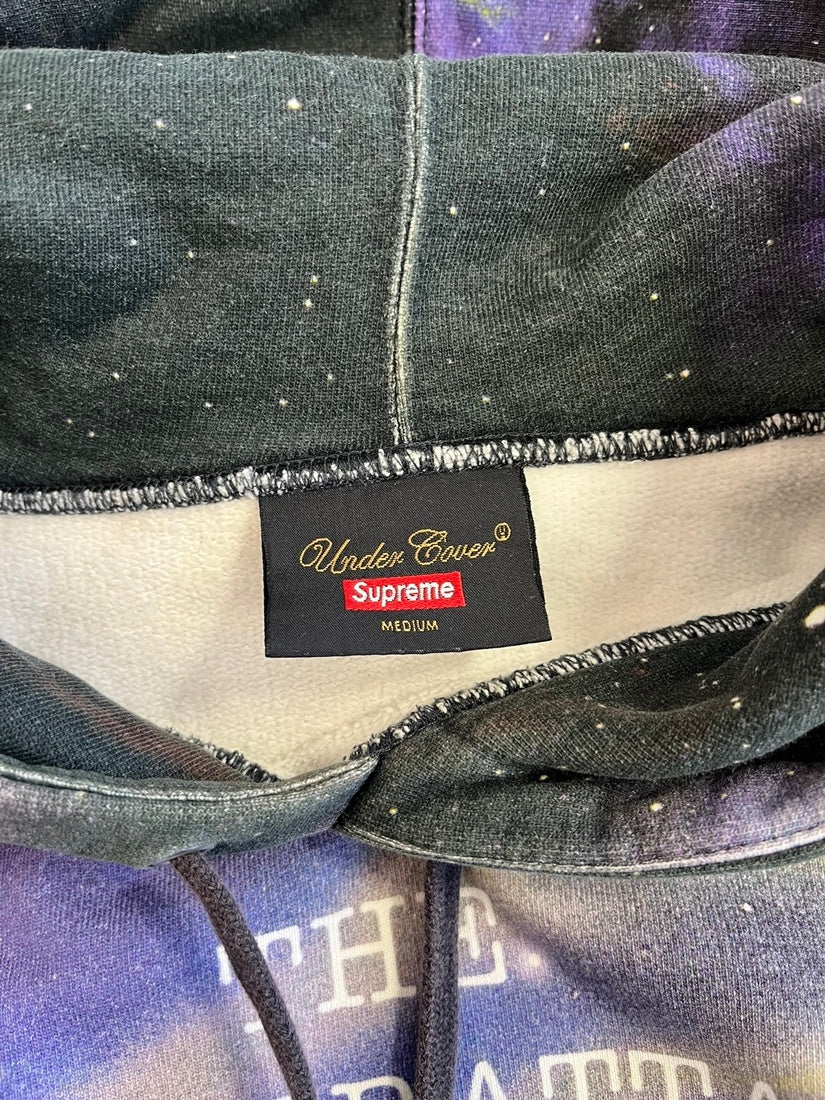 Under Cover
Supreme
MEDIUM
THE